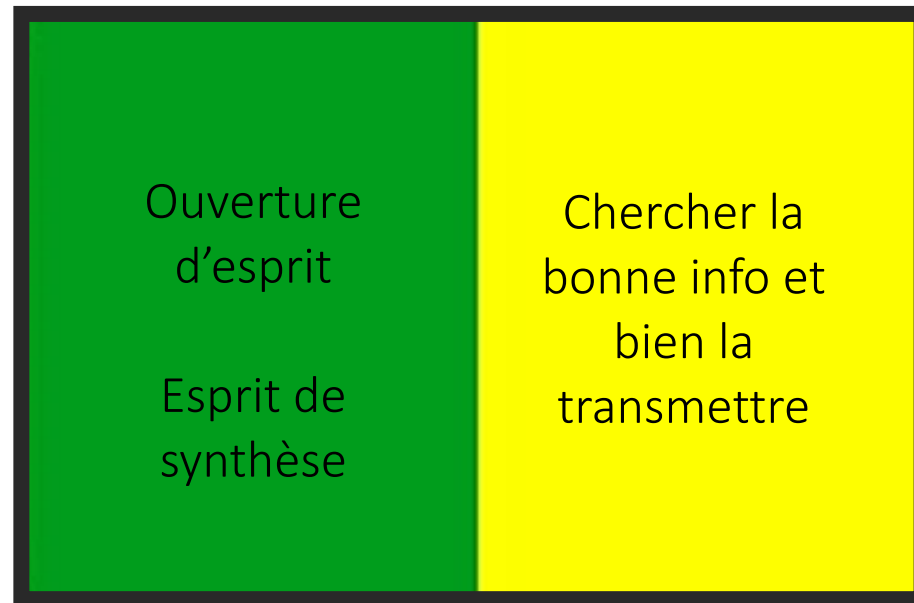 Ouverture
d’esprit
Esprit de
synthèse
Chercher la
bonne info et
bien la
transmettre